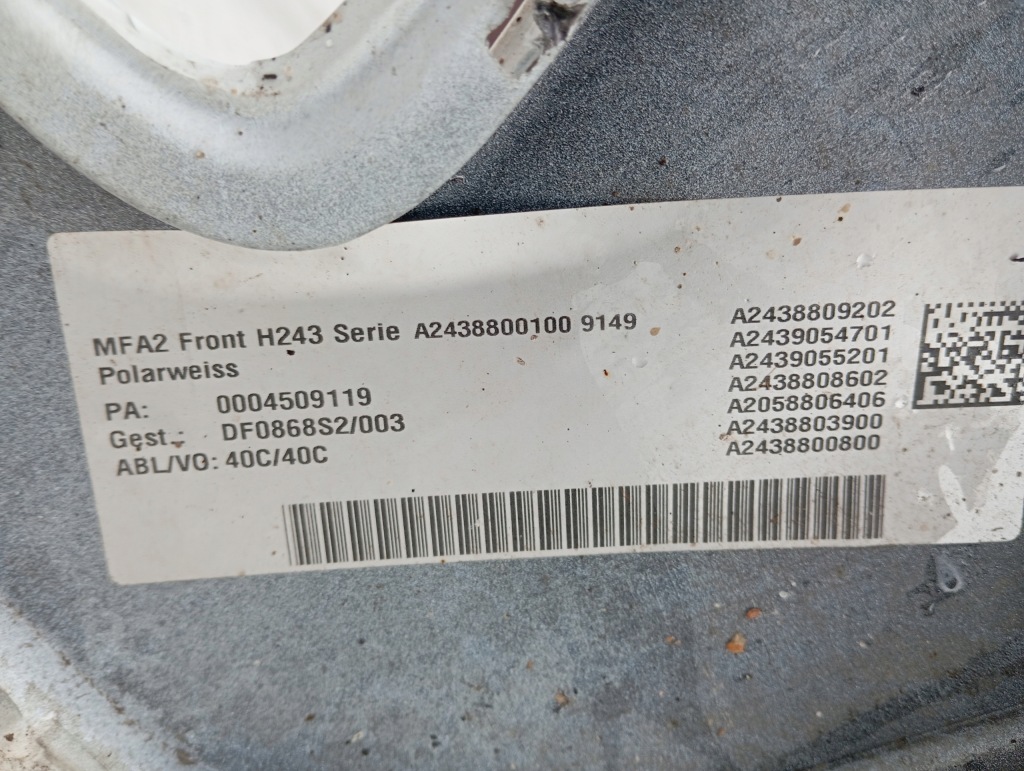 MFA2 Front H243 Serie A2438800100 9149
Polarweiss
PA: 0004509119
Gest.: DF0868S2/003
ABL/VO: 40C/40C
A2438809202
A2439054701
A2439055201
A2438808602
A2058806406
A2438803900
A2438800800